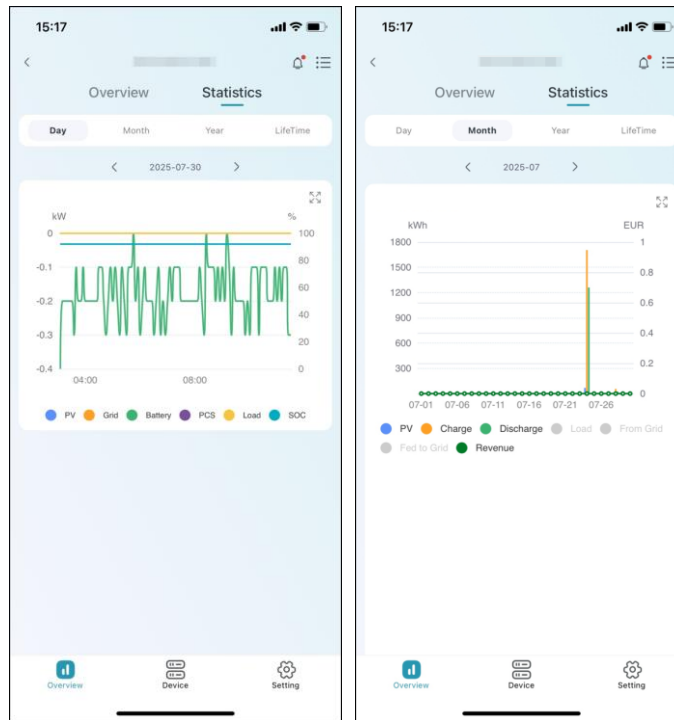 15:17
Overview Statistics
Day Month Year LifeTime
2025-07-30
kW %
0 100
-0.1 80
-0.2 60
-0.3 40
-0.4 20
0
04:00 08:00
PV Grid Battery PCS Load SOC
Overview Device Setting
15:17
Overview Statistics
Day Month Year LifeTime
2025-07
kWh EUR
1800 1
1500 0.8
1200 0.6
900 0.4
600 0.2
300 0
07-01 07-06 07-11 07-16 07-21 07-26
PV Charge Discharge Load From Grid
Fed to Grid Revenue
Overview Device Setting